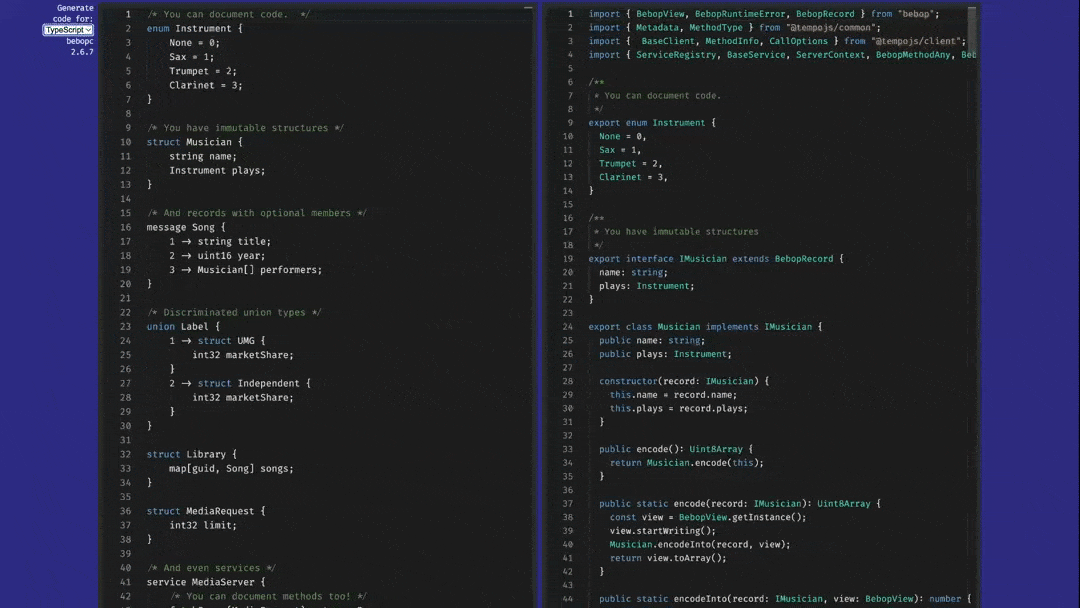 Generate
code for:
TypeScript
bebopc
2.6.7
1 /* You can document code.  */
2 enum Instrument {
3     None = 0;
4     Sax = 1;
5     Trumpet = 2;
6     Clarinet = 3;
7 }
8
9 /* You have immutable structures */
10 struct Musician {
11     string name;
12     Instrument plays;
13 }
14
15 /* And records with optional members */
16 message Song {
17     1 -> string title;
18     2 -> uint16 year;
19     3 -> Musician[] performers;
20 }
21
22 /* Discriminated union types */
23 union Label {
24     1 -> struct UMG {
25         int32 marketShare;
26     }
27     2 -> struct Independent {
28         int32 marketShare;
29     }
30 }
31
32 struct Library {
33     map[guid, Song] songs;
34 }
35
36 struct MediaRequest {
37     int32 limit;
38 }
39
40 /* And even services */
41 service MediaServer {
42     /* You can document methods too! */
1 import { BebopView, BebopRuntimeError, BebopRecord } from "bebop";
2 import { Metadata, MethodType } from "@tempojs/common";
3 import {  BaseClient, MethodInfo, CallOptions } from "@tempojs/client";
4 import { ServiceRegistry, BaseService, ServerContext, BebopMethodAny, Beb
5
6 /**
7  * You can document code.
8  */
9 export enum Instrument {
10   None = 0,
11   Sax = 1,
12   Trumpet = 2,
13   Clarinet = 3,
14 }
15
16 /**
17  * You have immutable structures
18  */
19 export interface IMusician extends BebopRecord {
20   name: string;
21   plays: Instrument;
22 }
23
24 export class Musician implements IMusician {
25   public name: string;
26   public plays: Instrument;
27
28   constructor(record: IMusician) {
29     this.name = record.name;
30     this.plays = record.plays;
31   }
32
33   public encode(): Uint8Array {
34     return Musician.encode(this);
35   }
36
37   public static encode(record: IMusician): Uint8Array {
38     const view = BebopView.getInstance();
39     view.startWriting();
40     Musician.encodeInto(record, view);
41     return view.toArray();
42   }
43
44   public static encodeInto(record: IMusician, view: BebopView): number {